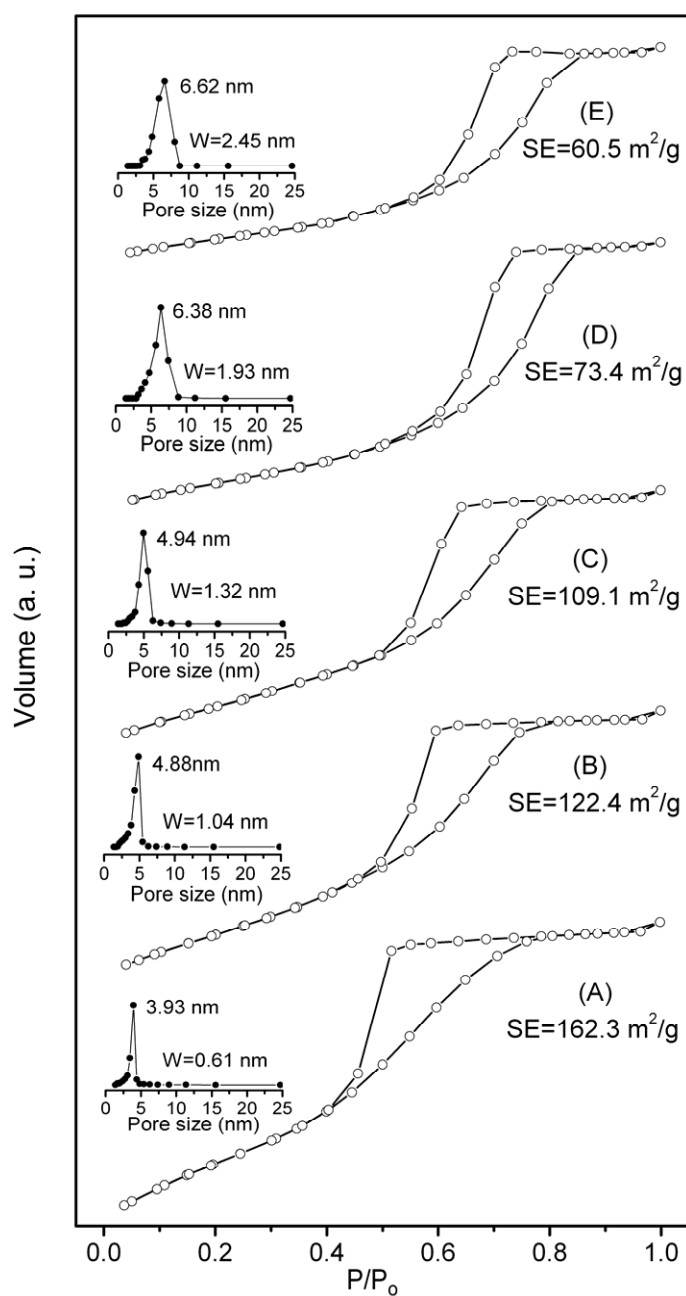 6.62 nm
W=2.45 nm
0 5 10 15 20 25
Pore size (nm)
(E)
SE=60.5 m²/g
6.38 nm
W=1.93 nm
0 5 10 15 20 25
Pore size (nm)
(D)
SE=73.4 m²/g
4.94 nm
W=1.32 nm
0 5 10 15 20 25
Pore size (nm)
(C)
SE=109.1 m²/g
4.88nm
W=1.04 nm
0 5 10 15 20 25
Pore size (nm)
(B)
SE=122.4 m²/g
3.93 nm
W=0.61 nm
0 5 10 15 20 25
Pore size (nm)
(A)
SE=162.3 m²/g
Volume (a. u.)
0.0 0.2 0.4 0.6 0.8 1.0
P/Pₒ